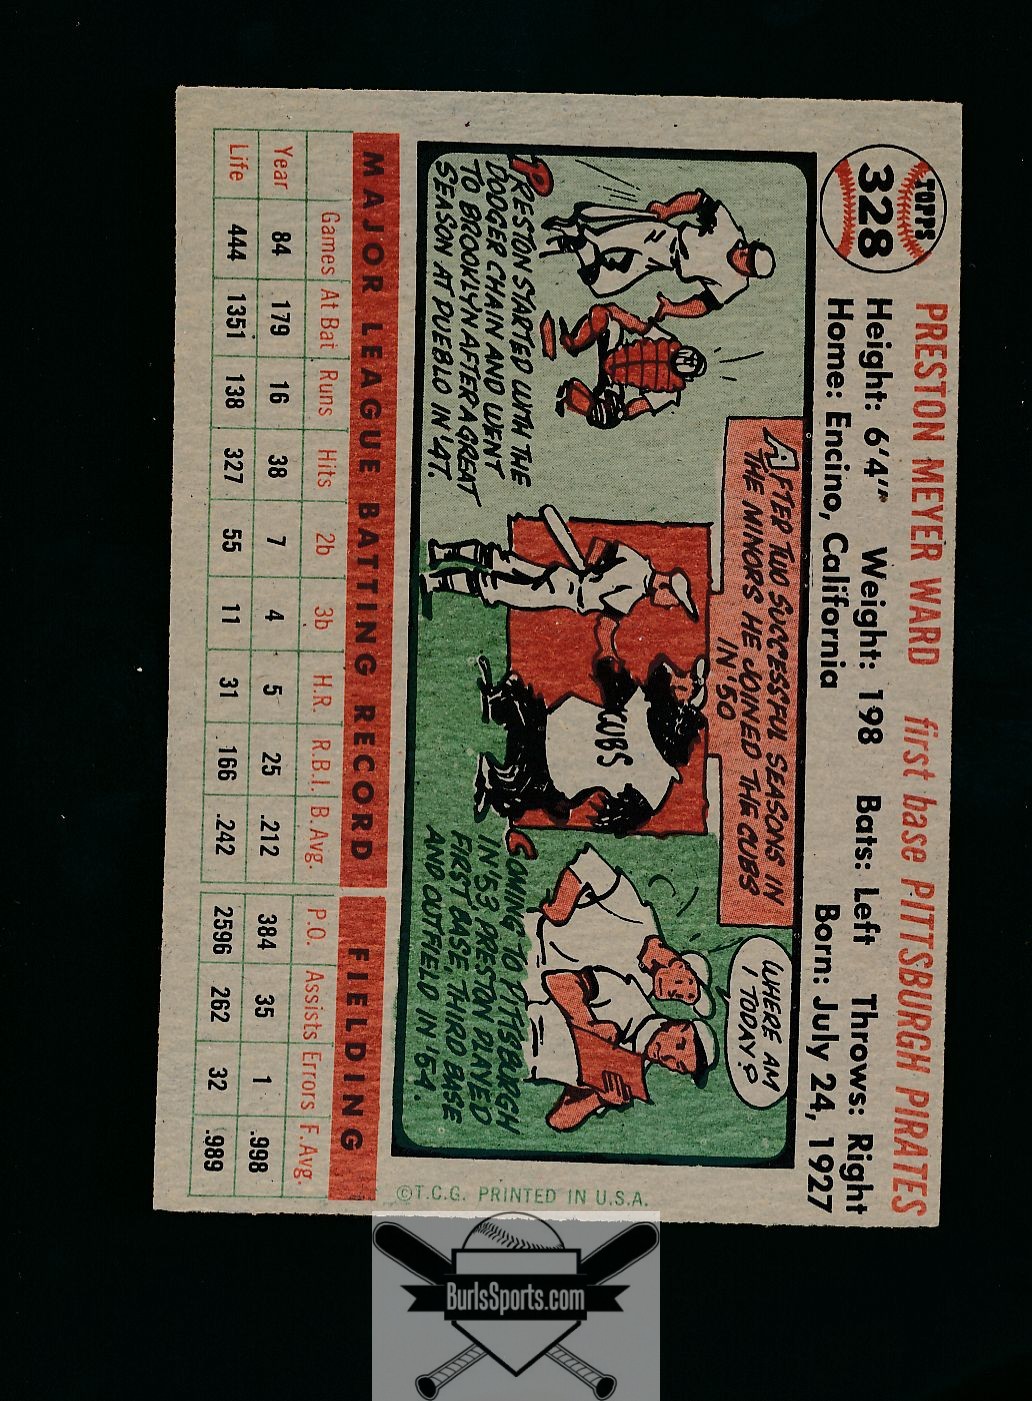 TOPPS
328
PRESTON MEYER WARD first base PITTSBURGH PIRATES
Height: 6'4" Weight: 198 Bats: Left Throws: Right
Home: Encino, California Born: July 24, 1927
AFTER TWO SUCCESSFUL SEASONS IN
THE MINORS HE JOINED THE CUBS
IN '50
PRESTON STARTED WITH THE
DODGER CHAIN AND WENT
TO BROOKLYN AFTER A GREAT
SEASON AT PUEBLO IN '47.
CUBS
WHERE AM
I TODAY?
COMING TO PITTSBURGH
IN '53 PRESTON PLAYED
FIRST BASE, THIRD BASE
AND OUTFIELD IN '54.
©T.C.G. PRINTED IN U.S.A.
MAJOR LEAGUE BATTING RECORD FIELDING
Games At Bat Runs Hits 2b 3b H.R. R.B.I. B.Avg. P.O. Assists Errors F.Avg.
Year 84 179 16 38 7 4 5 25 .212 384 35 1 .998
Life 444 1351 138 327 55 11 31 166 .242 2596 262 32 .989
BurlsSports.com